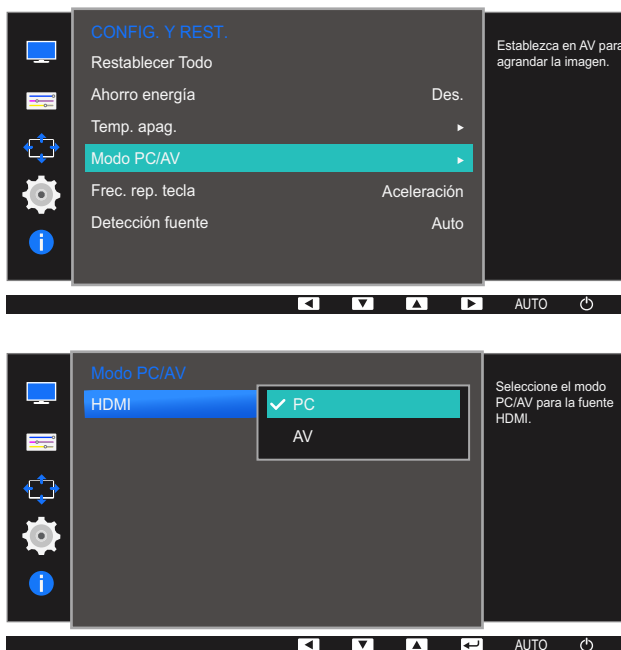 CONFIG. Y REST.
Restablecer Todo
Ahorro energía Des.
Temp. apag.
Modo PC/AV
Frec. rep. tecla Aceleración
Detección fuente Auto
Establezca en AV para
agrandar la imagen.
AUTO
Modo PC/AV
HDMI
PC
AV
Seleccione el modo
PC/AV para la fuente
HDMI.
AUTO